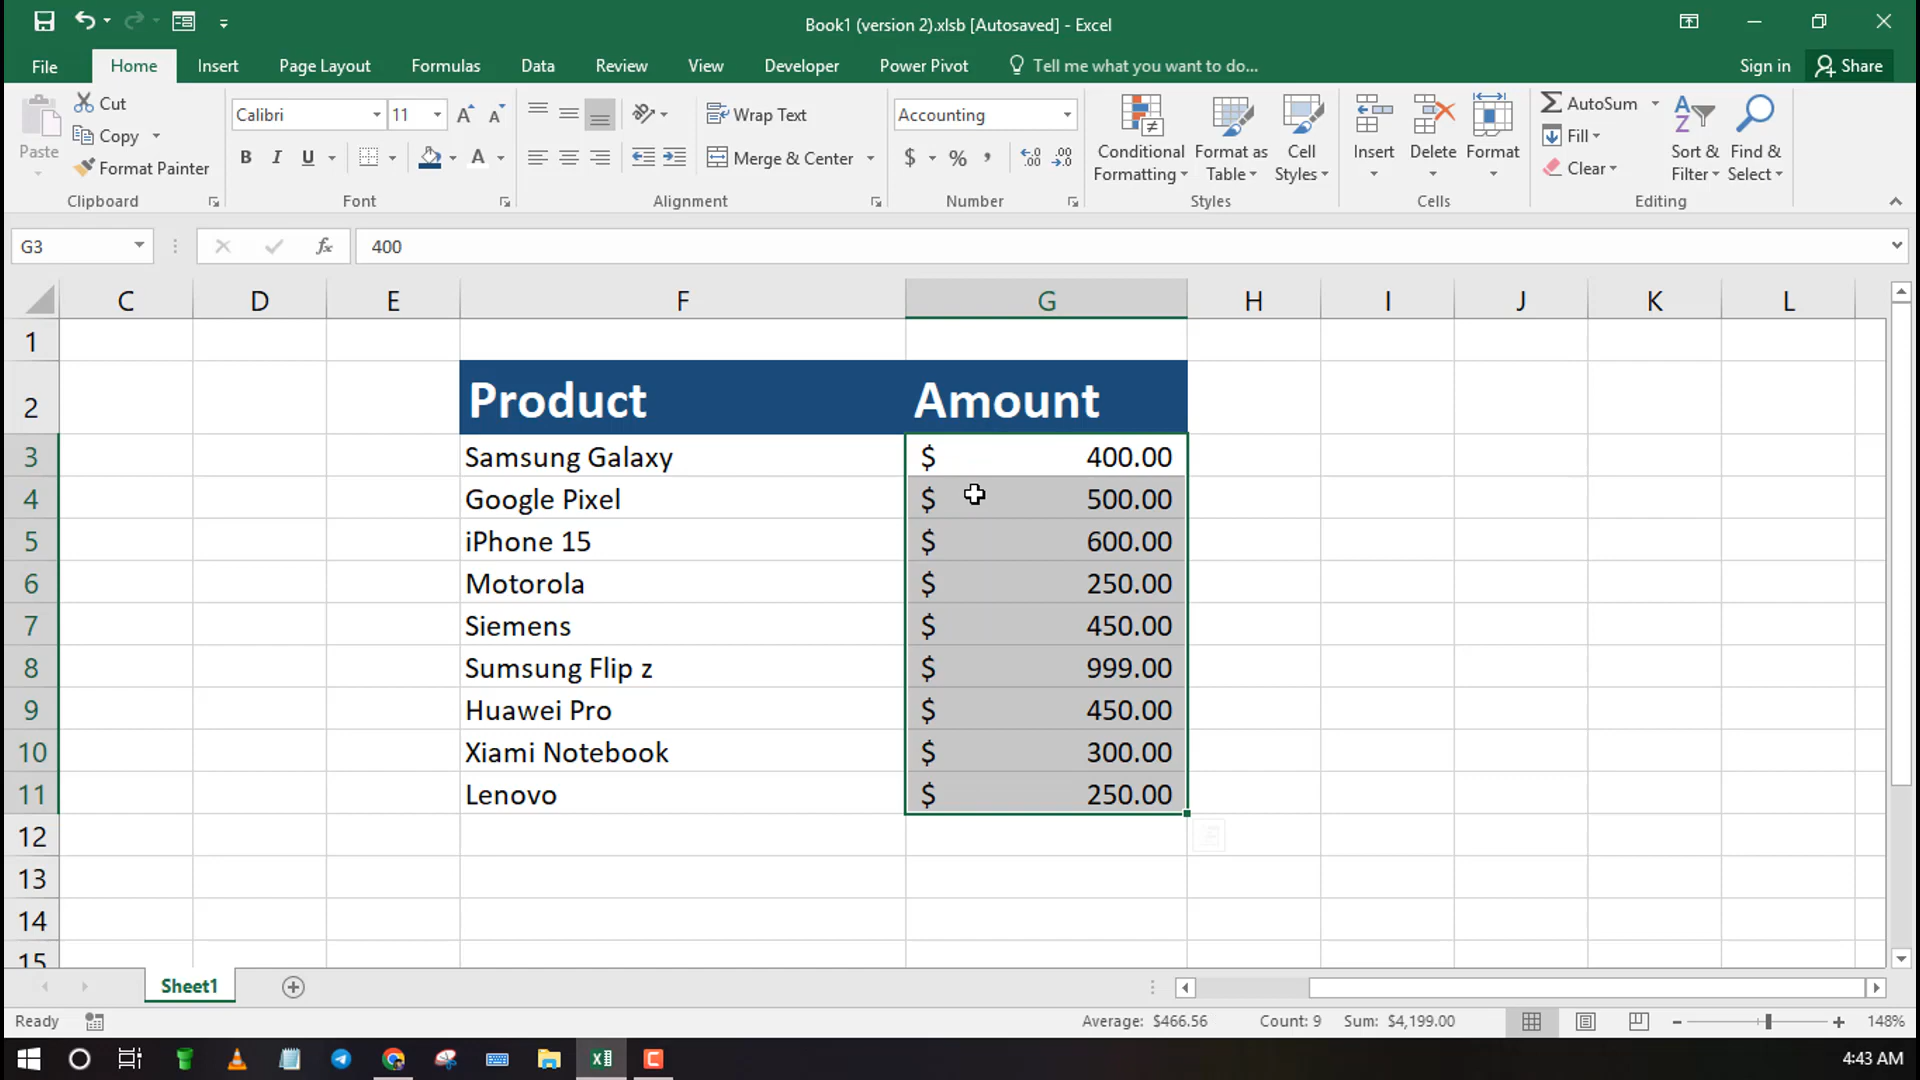 Book1 (version 2).xlsb [Autosaved] - Excel
File Home Insert Page Layout Formulas Data Review View Developer Power Pivot Tell me what you want to do... Sign in Share
Paste
Cut
Copy
Format Painter
Clipboard
Calibri 11
B I U
Font
Wrap Text
Merge & Center
Alignment
Accounting
$ % ,
Number
Conditional Formatting
Format as Table
Cell Styles
Styles
Insert
Delete
Format
Cells
AutoSum
Fill
Clear
Sort & Filter
Find & Select
Editing
G3 fx 400
C D E F G H I J K L
1
2 Product Amount
3 Samsung Galaxy $ 400.00
4 Google Pixel $ 500.00
5 iPhone 15 $ 600.00
6 Motorola $ 250.00
7 Siemens $ 450.00
8 Sumsung Flip z $ 999.00
9 Huawei Pro $ 450.00
10 Xiami Notebook $ 300.00
11 Lenovo $ 250.00
12
13
14
15
Sheet1
Ready Average: $466.56 Count: 9 Sum: $4,199.00 148%
4:43 AM